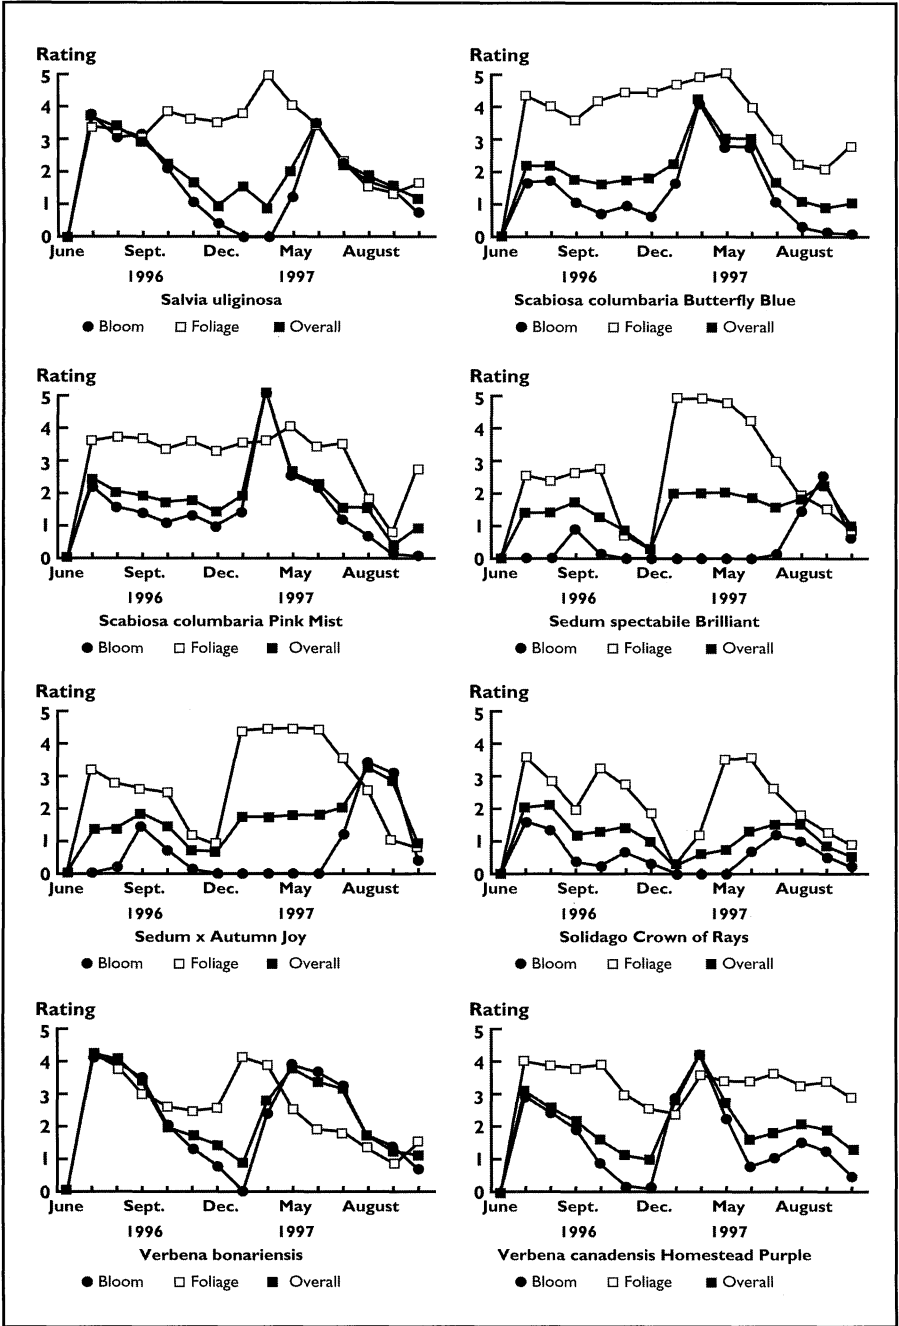 Rating
5
4
3
2
1
0
June Sept. Dec. May August
1996 1997
Salvia uliginosa
Bloom Foliage Overall
Rating
5
4
3
2
1
0
June Sept. Dec. May August
1996 1997
Scabiosa columbaria Butterfly Blue
Bloom Foliage Overall
Rating
5
4
3
2
1
0
June Sept. Dec. May August
1996 1997
Scabiosa columbaria Pink Mist
Bloom Foliage Overall
Rating
5
4
3
2
1
0
June Sept. Dec. May August
1996 1997
Sedum spectabile Brilliant
Bloom Foliage Overall
Rating
5
4
3
2
1
0
June Sept. Dec. May August
1996 1997
Sedum x Autumn Joy
Bloom Foliage Overall
Rating
5
4
3
2
1
0
June Sept. Dec. May August
1996 1997
Solidago Crown of Rays
Bloom Foliage Overall
Rating
5
4
3
2
1
0
June Sept. Dec. May August
1996 1997
Verbena bonariensis
Bloom Foliage Overall
Rating
5
4
3
2
1
0
June Sept. Dec. May August
1996 1997
Verbena canadensis Homestead Purple
Bloom Foliage Overall